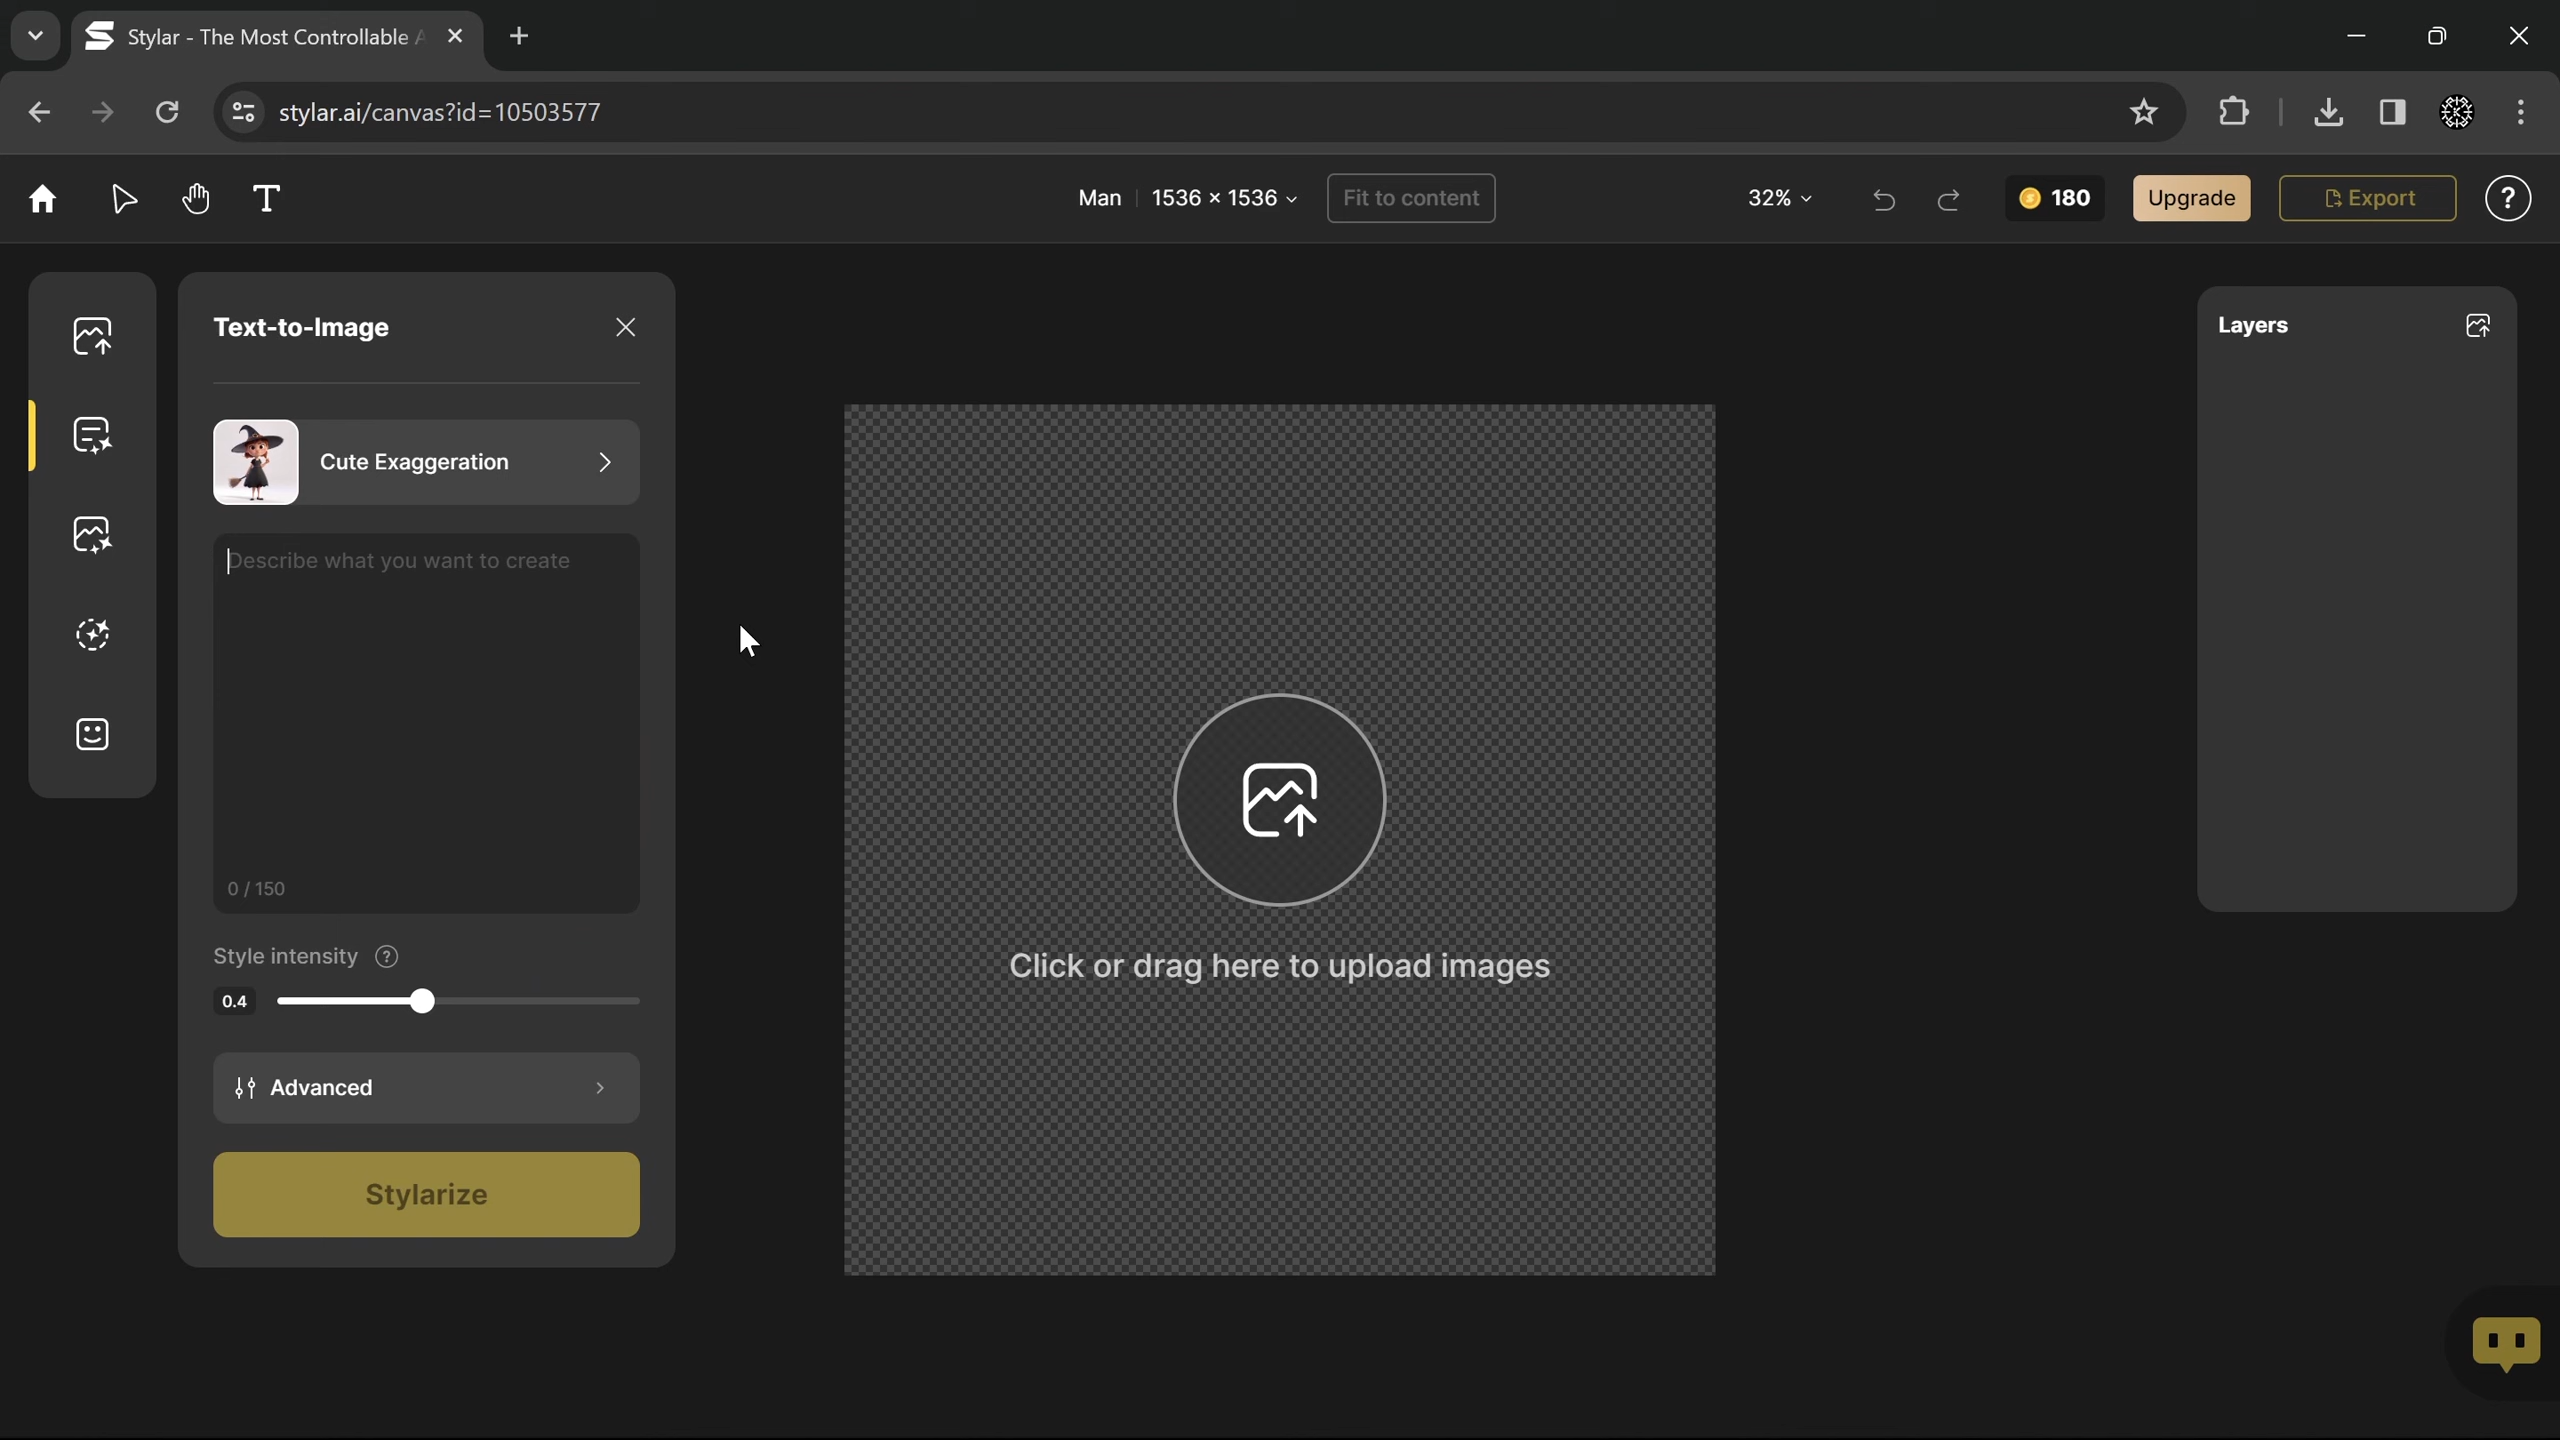 Stylar - The Most Controllable A
stylar.ai/canvas?id=10503577
Man 1536 × 1536 Fit to content 32% 180 Upgrade Export ?
Text-to-Image
Layers
Cute Exaggeration
Describe what you want to create
0 / 150
Style intensity ?
0.4
Click or drag here to upload images
Advanced
Stylarize